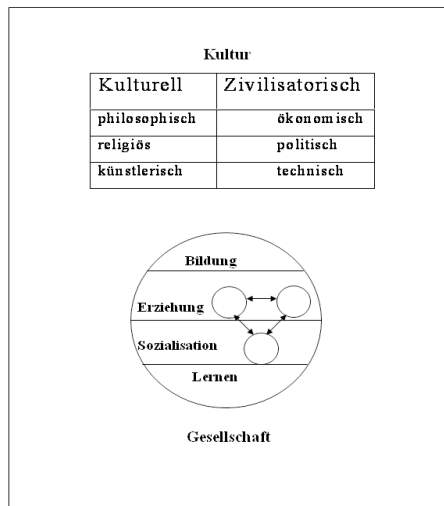 Kultur
Kulturell Zivilisatorisch
philosophisch ökonomisch
religiös politisch
künstlerisch technisch
Bildung
Erziehung
Sozialisation
Lernen
Gesellschaft